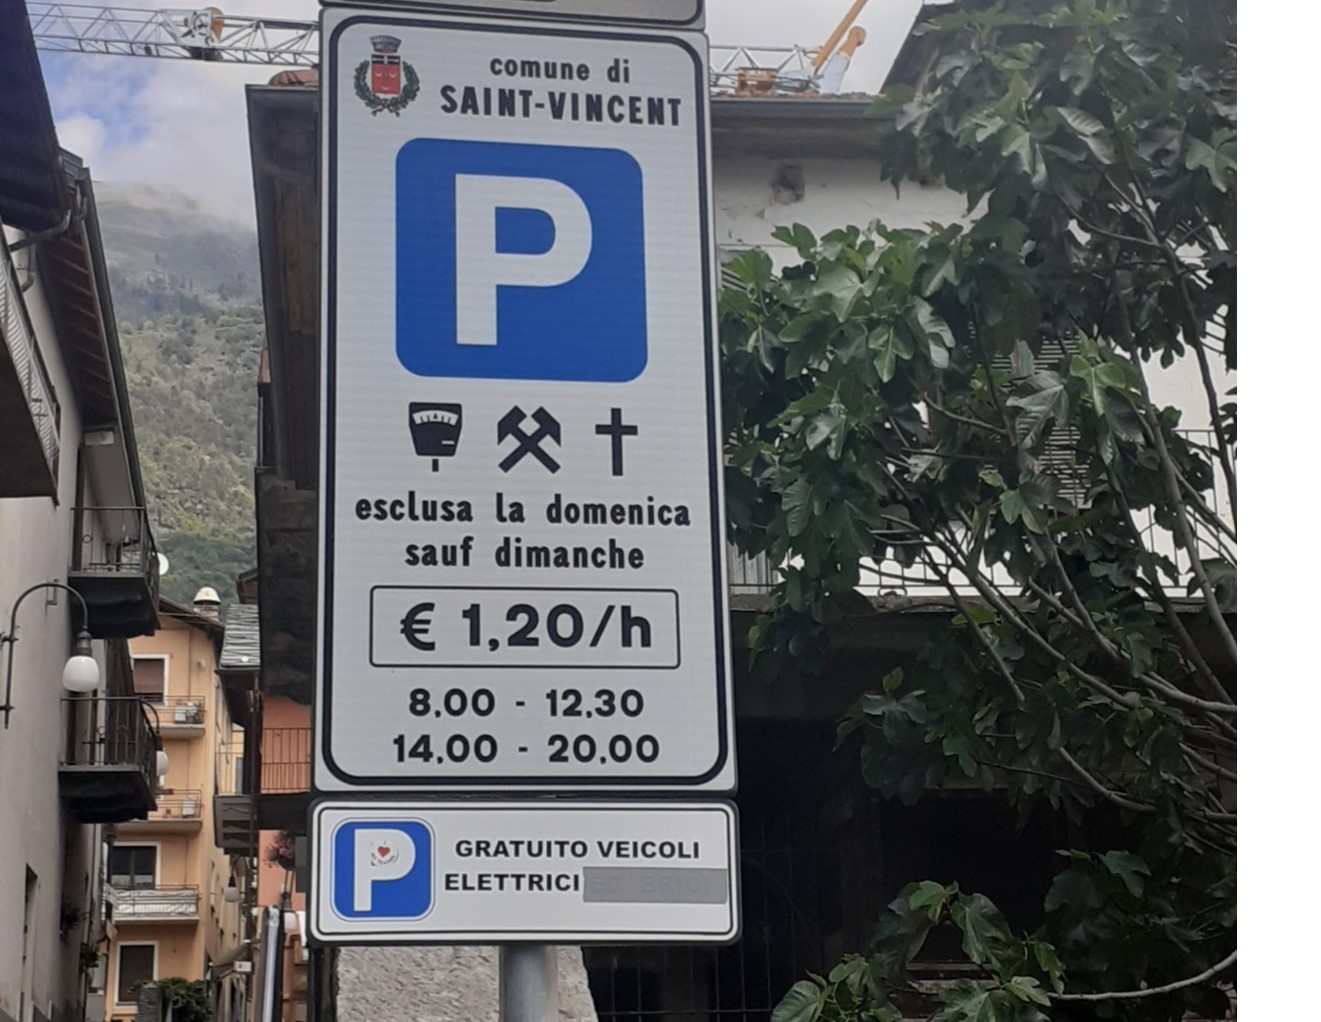 comune di
SAINT-VINCENT
P
esclusa la domenica
sauf dimanche
€ 1,20/h
8,00 - 12,30
14,00 - 20,00
P
GRATUITO VEICOLI
ELETTRICI